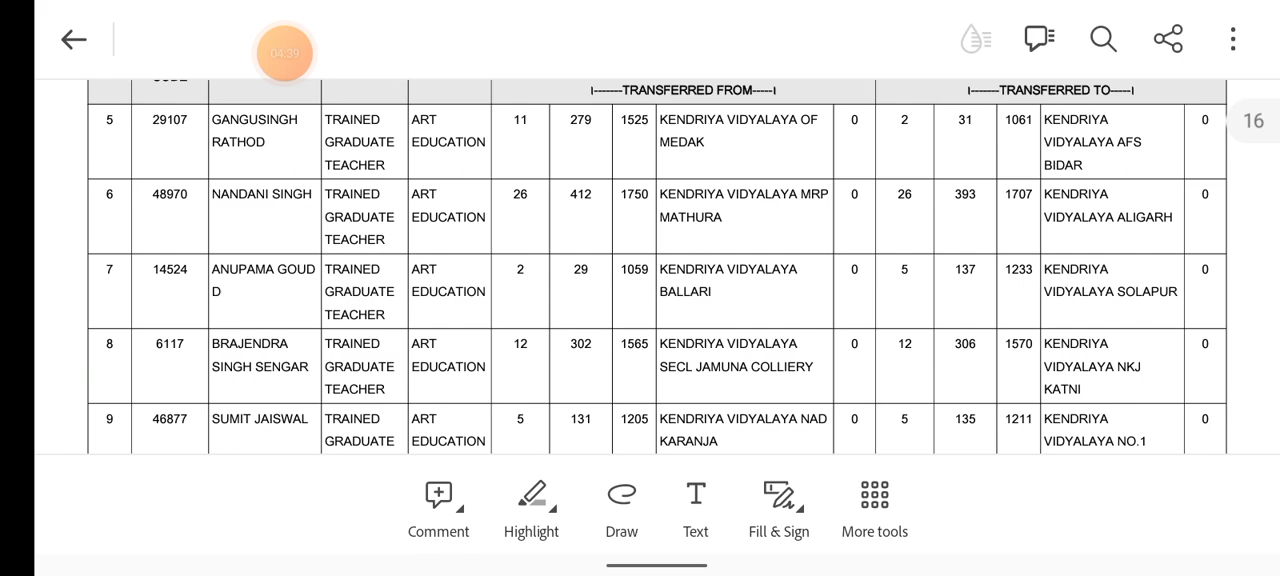 04:39
I-------TRANSFERRED FROM-----I I-------TRANSFERRED TO-----I
16
5 29107 GANGUSINGH TRAINED ART 11 279 1525 KENDRIYA VIDYALAYA OF 0 2 31 1061 KENDRIYA 0
RATHOD GRADUATE EDUCATION MEDAK VIDYALAYA AFS
TEACHER BIDAR
6 48970 NANDANI SINGH TRAINED ART 26 412 1750 KENDRIYA VIDYALAYA MRP 0 26 393 1707 KENDRIYA 0
GRADUATE EDUCATION MATHURA VIDYALAYA ALIGARH
TEACHER
7 14524 ANUPAMA GOUD TRAINED ART 2 29 1059 KENDRIYA VIDYALAYA 0 5 137 1233 KENDRIYA 0
D GRADUATE EDUCATION BALLARI VIDYALAYA SOLAPUR
TEACHER
8 6117 BRAJENDRA TRAINED ART 12 302 1565 KENDRIYA VIDYALAYA 0 12 306 1570 KENDRIYA 0
SINGH SENGAR GRADUATE EDUCATION SECL JAMUNA COLLIERY VIDYALAYA NKJ
TEACHER KATNI
9 46877 SUMIT JAISWAL TRAINED ART 5 131 1205 KENDRIYA VIDYALAYA NAD 0 5 135 1211 KENDRIYA 0
GRADUATE EDUCATION KARANJA VIDYALAYA NO.1
Comment Highlight Draw Text Fill & Sign More tools